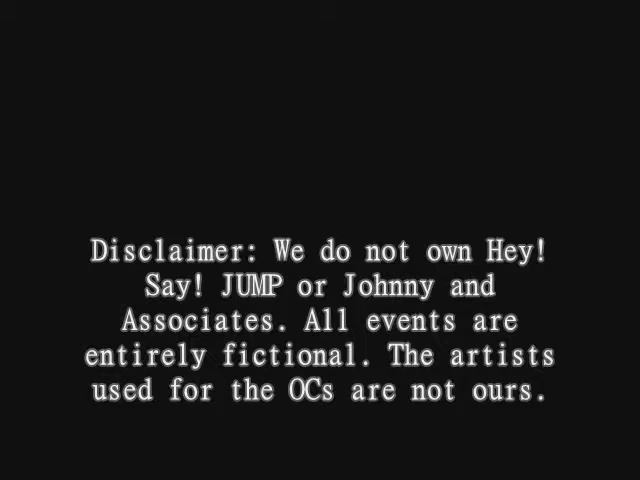 Disclaimer: We do not own Hey!
Say! JUMP or Johnny and
Associates. All events are
entirely fictional. The artists
used for the OCs are not ours.